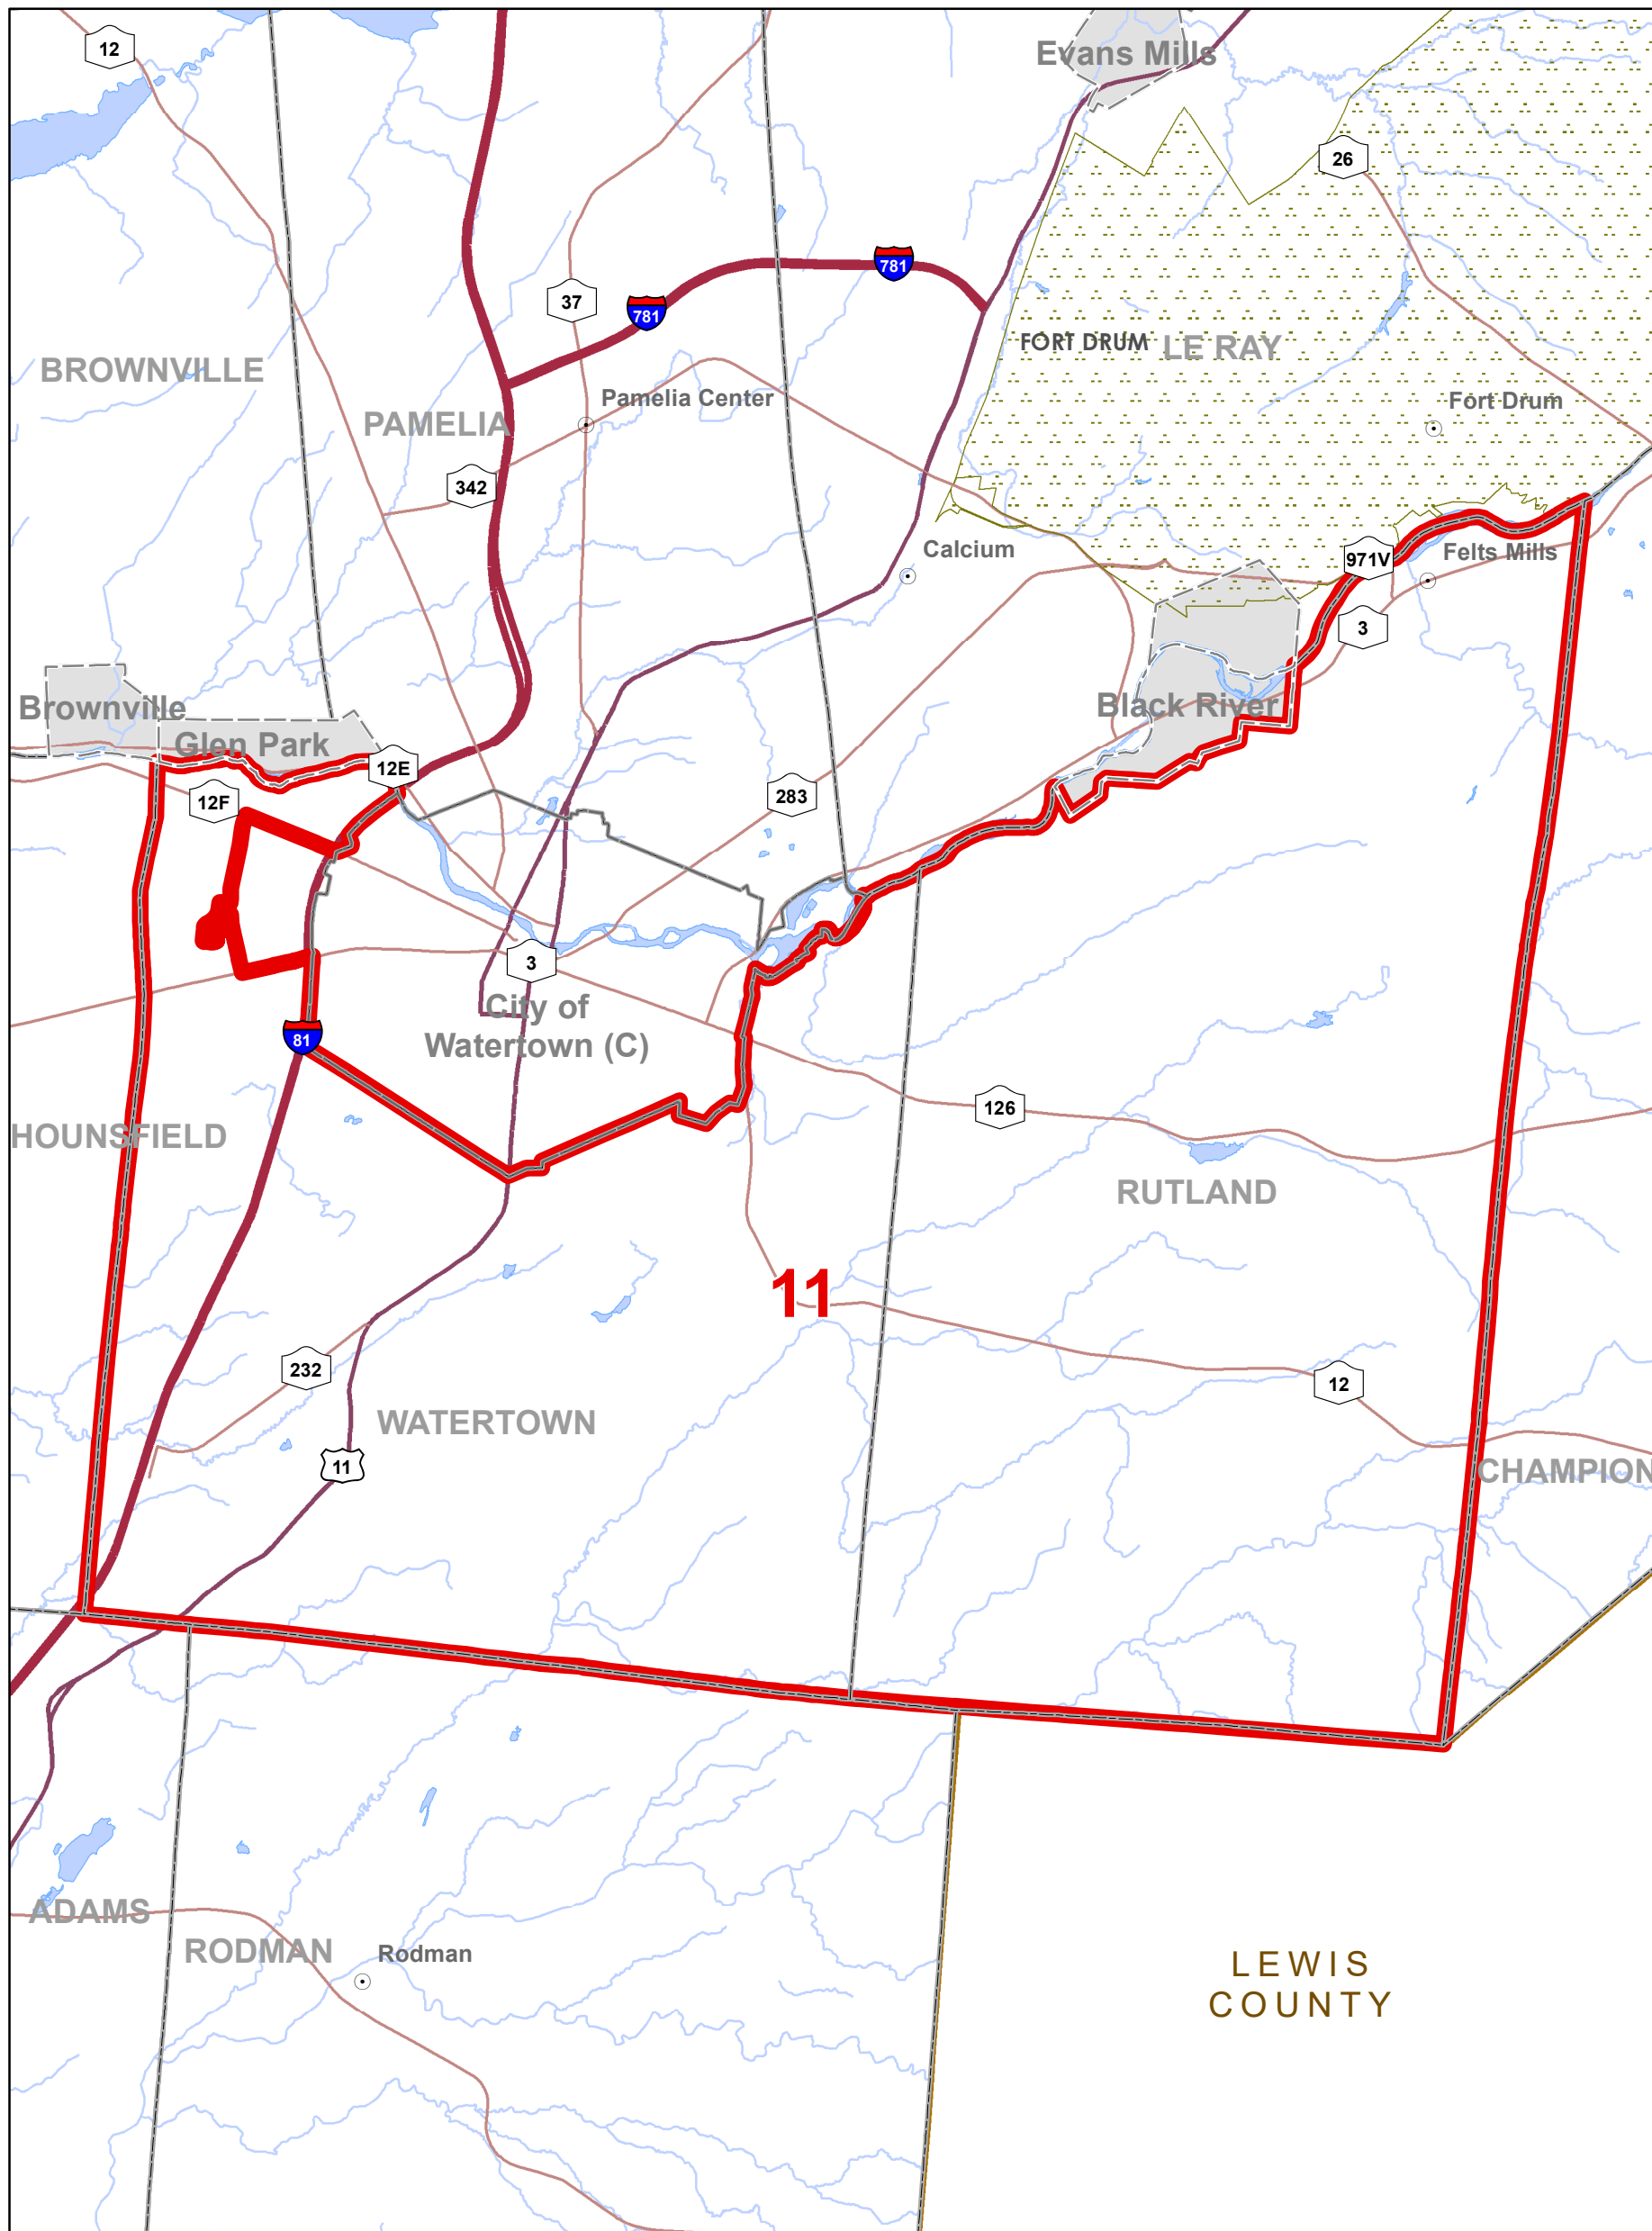 12
Evans Mills
26
781
37
781
FORT DRUM
LE RAY
BROWNVILLE
Pamelia Center
Fort Drum
PAMELIA
342
Calcium
971V
Felts Mills
3
Brownville
Black River
Glen Park
12E
12F
283
3
City of
Watertown (C)
81
126
HOUNSFIELD
RUTLAND
11
232
12
WATERTOWN
11
CHAMPION
ADAMS
RODMAN
Rodman
LEWIS
COUNTY